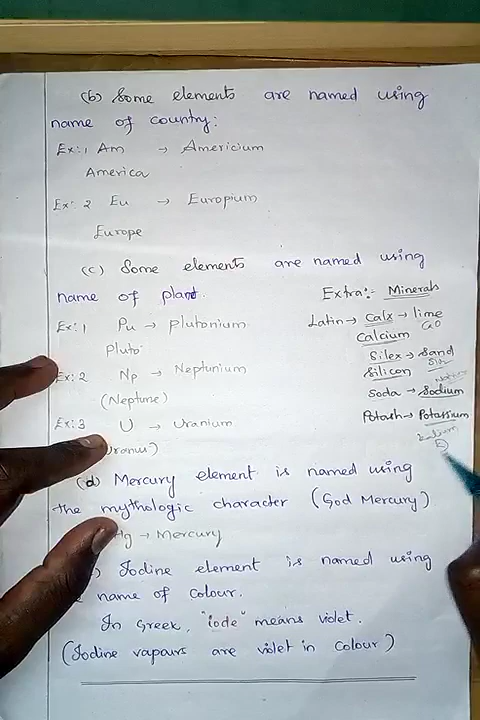 (b) Some elements are named using
name of country:
Ex: 1 Am → Americium
America
Ex: 2 Eu → Europium
Europe
(c) Some elements are named using
name of plant.
Ex: 1 Pu → Plutonium
Pluto
Ex: 2 Np → Neptunium
(Neptune)
Ex: 3 U → Uranium
Uranus)
Extra:- Minerals
Latin → Calx → lime
CaO
Calcium
Silex → Sand
Silicon
Soda → Sodium
Potash → Potassium
(d) Mercury element is named using
the mythologic character (God Mercury)
Hg → Mercury
Iodine element is named using
name of colour.
In Greek, "iode" means violet.
(Iodine vapours are violet in colour)